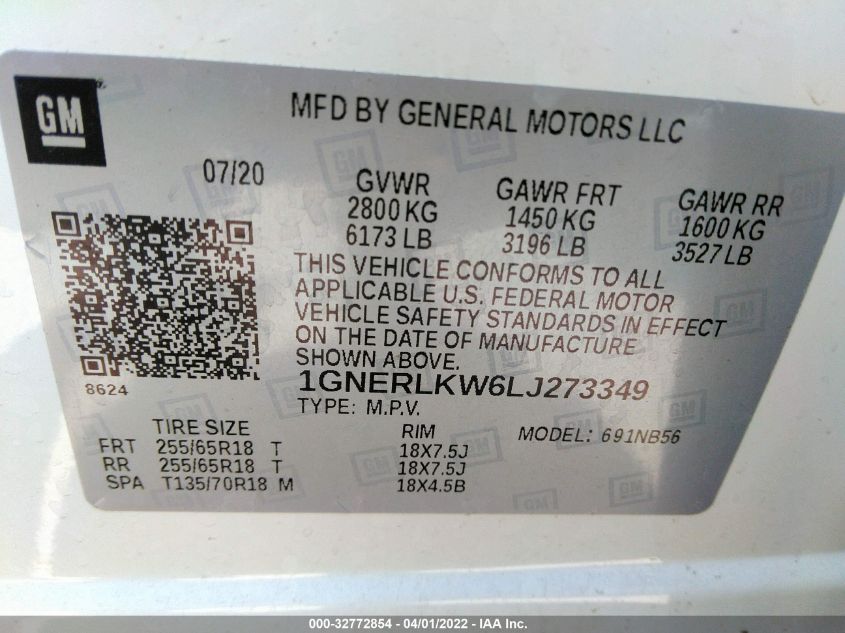 GM
MFD BY GENERAL MOTORS LLC
07/20
GVWR GAWR FRT GAWR RR
2800 KG 1450 KG 1600 KG
6173 LB 3196 LB 3527 LB
THIS VEHICLE CONFORMS TO ALL
APPLICABLE U.S. FEDERAL MOTOR
VEHICLE SAFETY STANDARDS IN EFFECT
ON THE DATE OF MANUFACTURE
SHOWN ABOVE.
8624
1GNERLKW6LJ273349
TYPE: M.P.V.
TIRE SIZE RIM MODEL: 691NB56
FRT 255/65R18 T 18X7.5J
RR 255/65R18 T 18X7.5J
SPA T135/70R18 M 18X4.5B
000-32772854 - 04/01/2022 - IAA Inc.